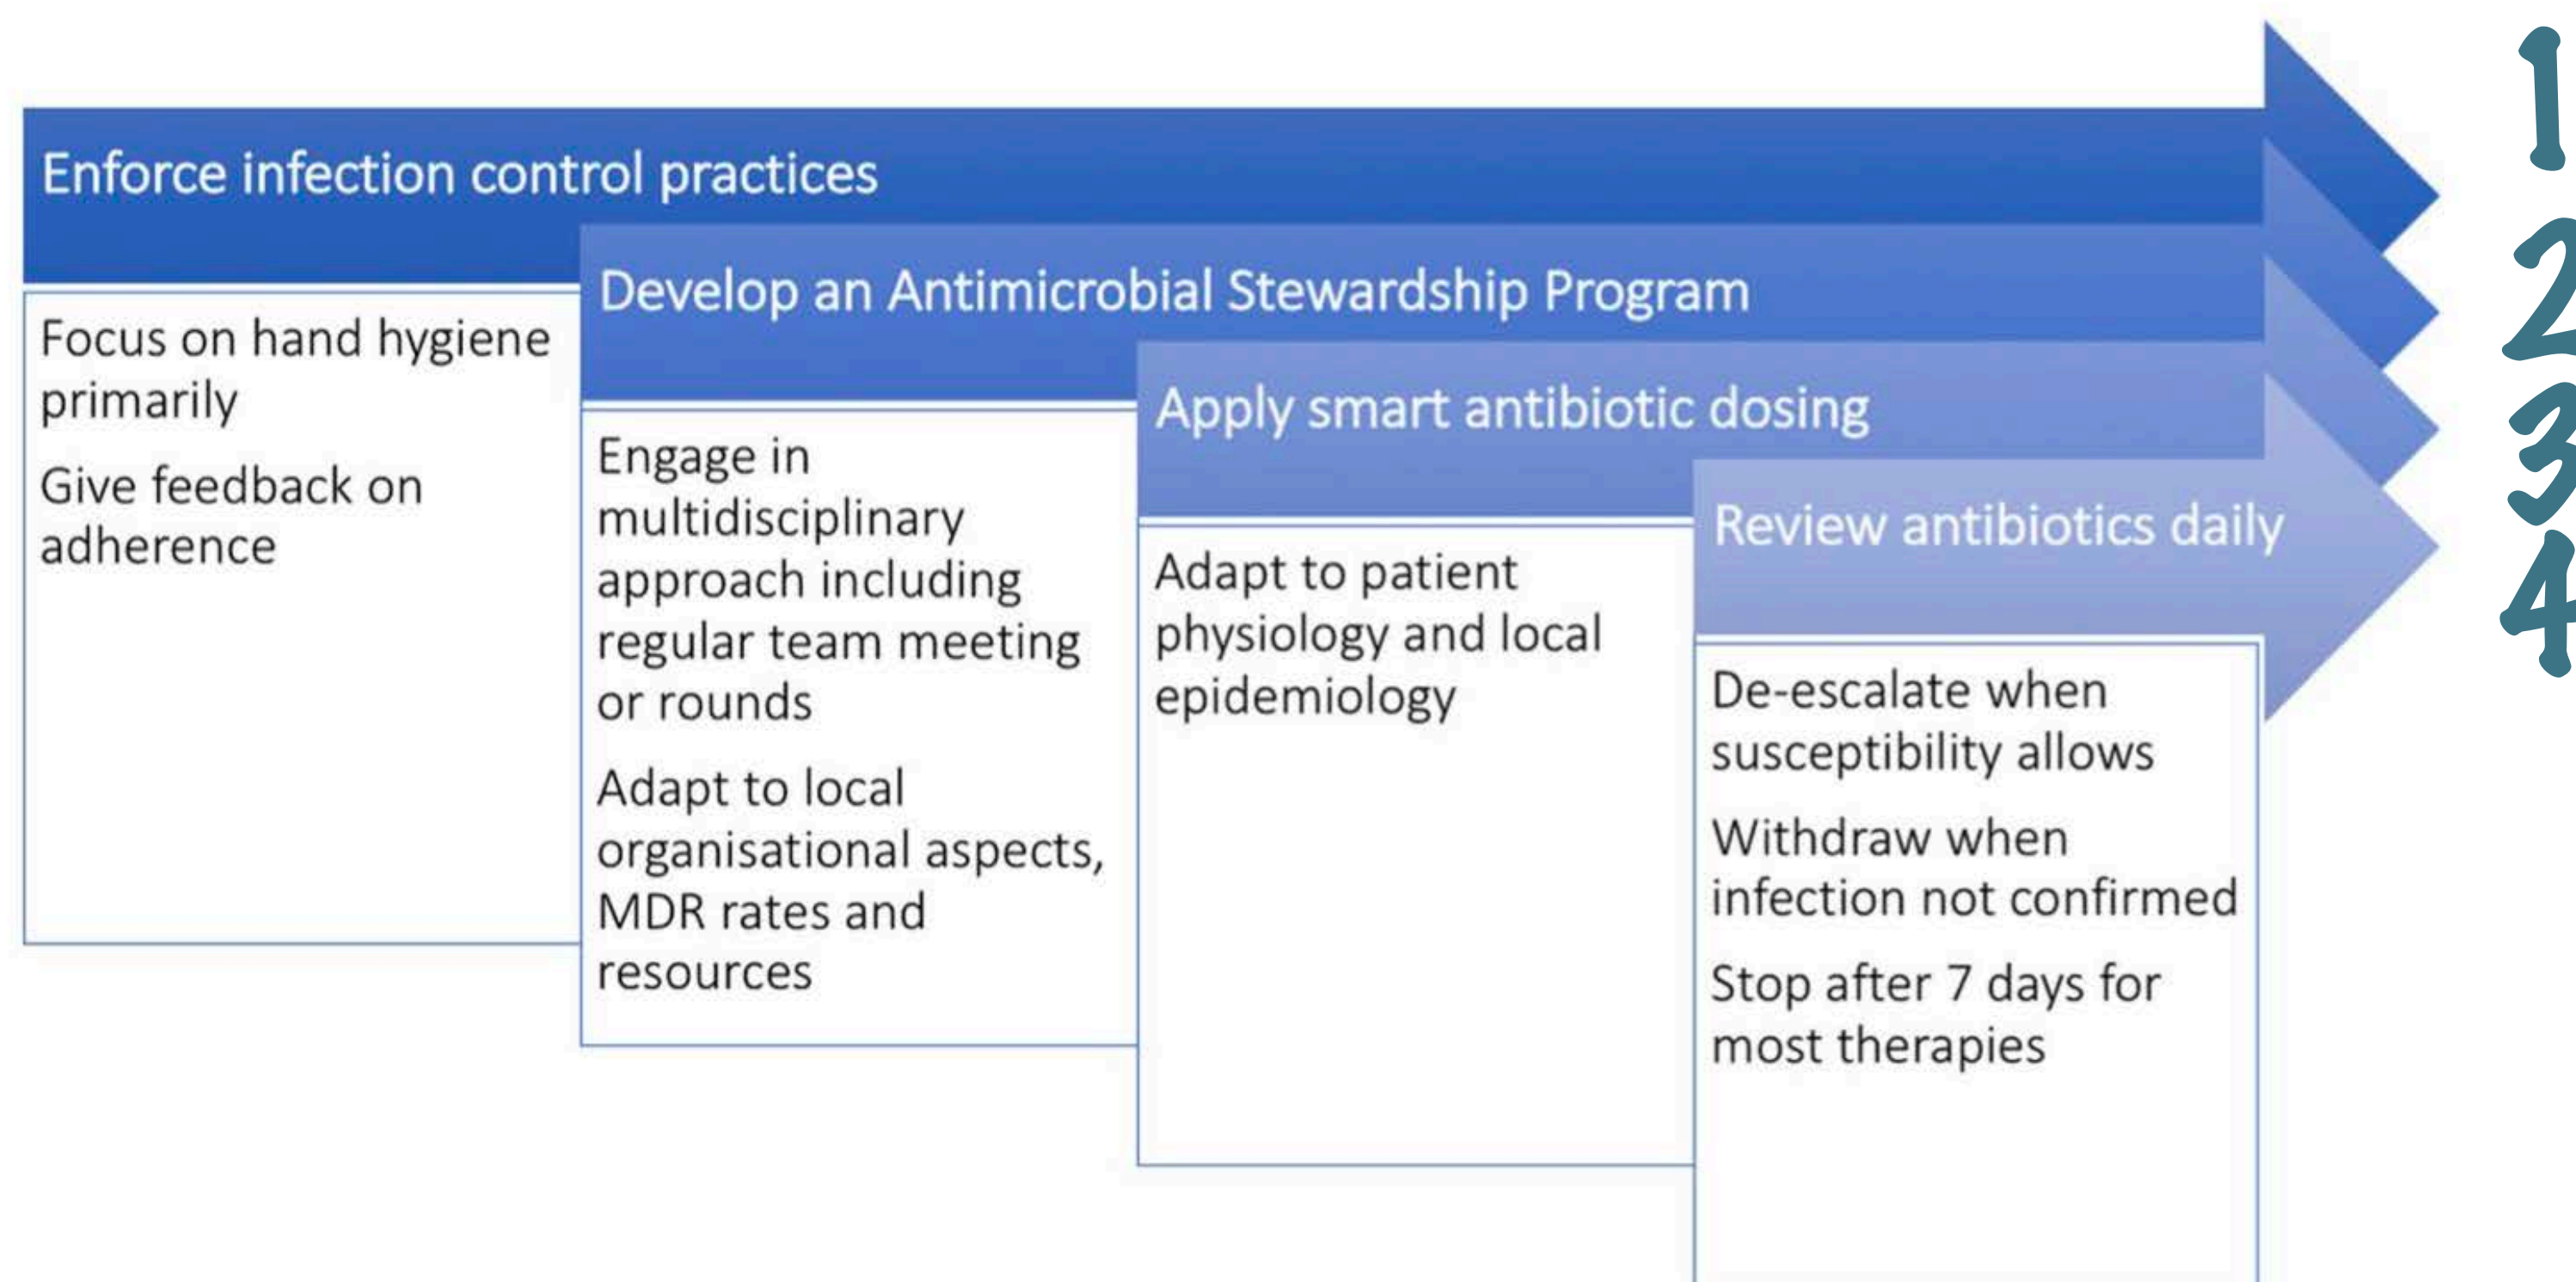 Enforce infection control practices
Focus on hand hygiene
primarily
Give feedback on
adherence
Develop an Antimicrobial Stewardship Program
Engage in
multidisciplinary
approach including
regular team meeting
or rounds
Adapt to local
organisational aspects,
MDR rates and
resources
Apply smart antibiotic dosing
Adapt to patient
physiology and local
epidemiology
Review antibiotics daily
De-escalate when
susceptibility allows
Withdraw when
infection not confirmed
Stop after 7 days for
most therapies
1
2
3
4